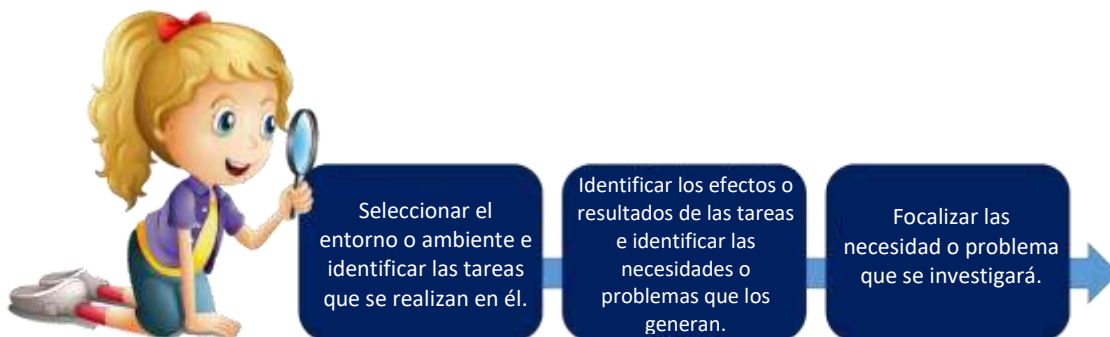 Seleccionar el
entorno o ambiente e
identificar las tareas
que se realizan en él.
Identificar los efectos o
resultados de las tareas
e identificar las
necesidades o
problemas que los
generan.
Focalizar las
necesidad o problema
que se investigará.